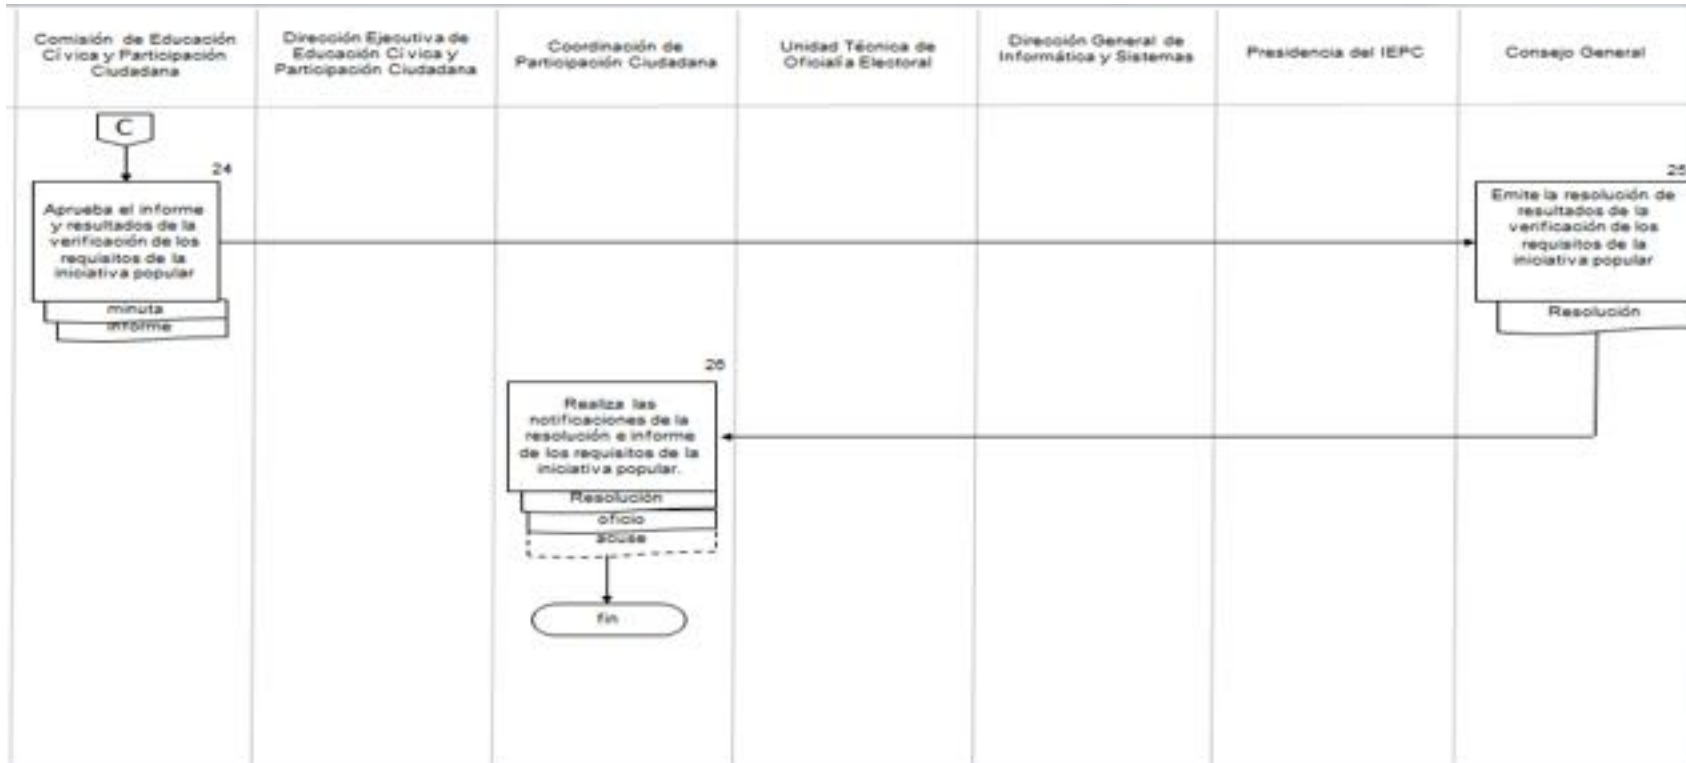 Comisión de Educación
Cívica y Participación
Ciudadana
Dirección Ejecutiva de
Educación Cívica y
Participación Ciudadana
Coordinación de
Participación Ciudadana
Unidad Técnica de
Oficialía Electoral
Dirección General de
Informática y Sistemas
Presidencia del IEPC
Consejo General
C
24
Aprueba el informe
y resultados de la
verificación de los
requisitos de la
iniciativa popular
minuta
informe
25
Emite la resolución de
resultados de la
verificación de los
requisitos de la
iniciativa popular
Resolución
26
Realiza las
notificaciones de la
resolución e informe
de los requisitos de la
iniciativa popular.
Resolución
oficio
acuse
fin